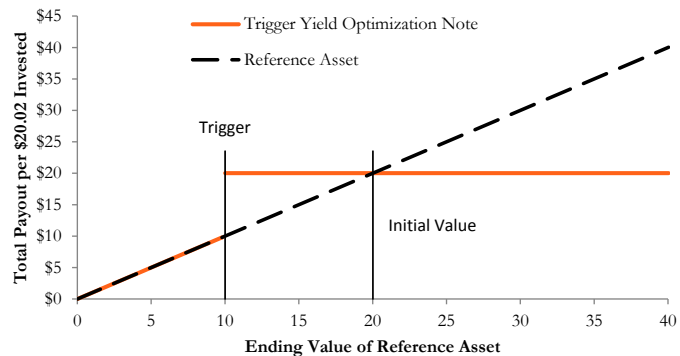 $45
$40
$35
$30
$25
$20
$15
$10
$5
$0
Total Payout per $20.02 Invested
Trigger Yield Optimization Note
Reference Asset
Trigger
Initial Value
0 5 10 15 20 25 30 35 40
Ending Value of Reference Asset